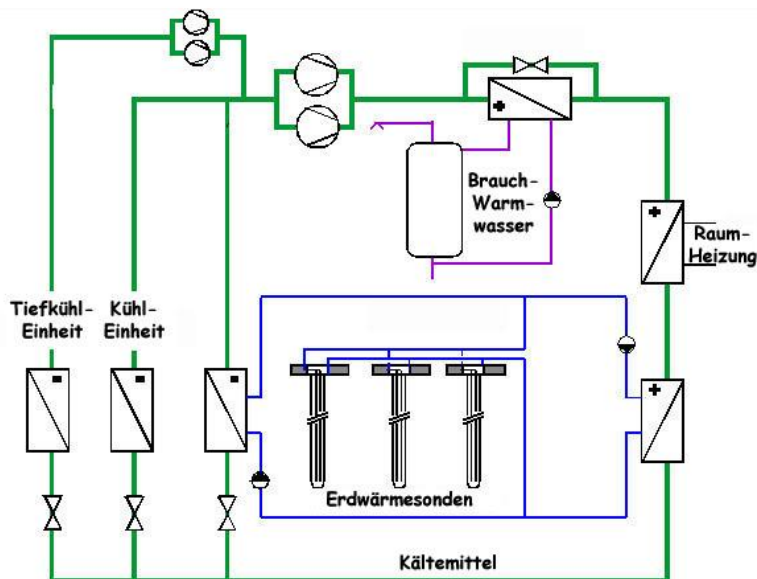 Brauch-
Warm-
wasser
Raum-
Heizung
Tiefkühl-
Einheit
Kühl-
Einheit
Erdwärmesonden
Kältemittel